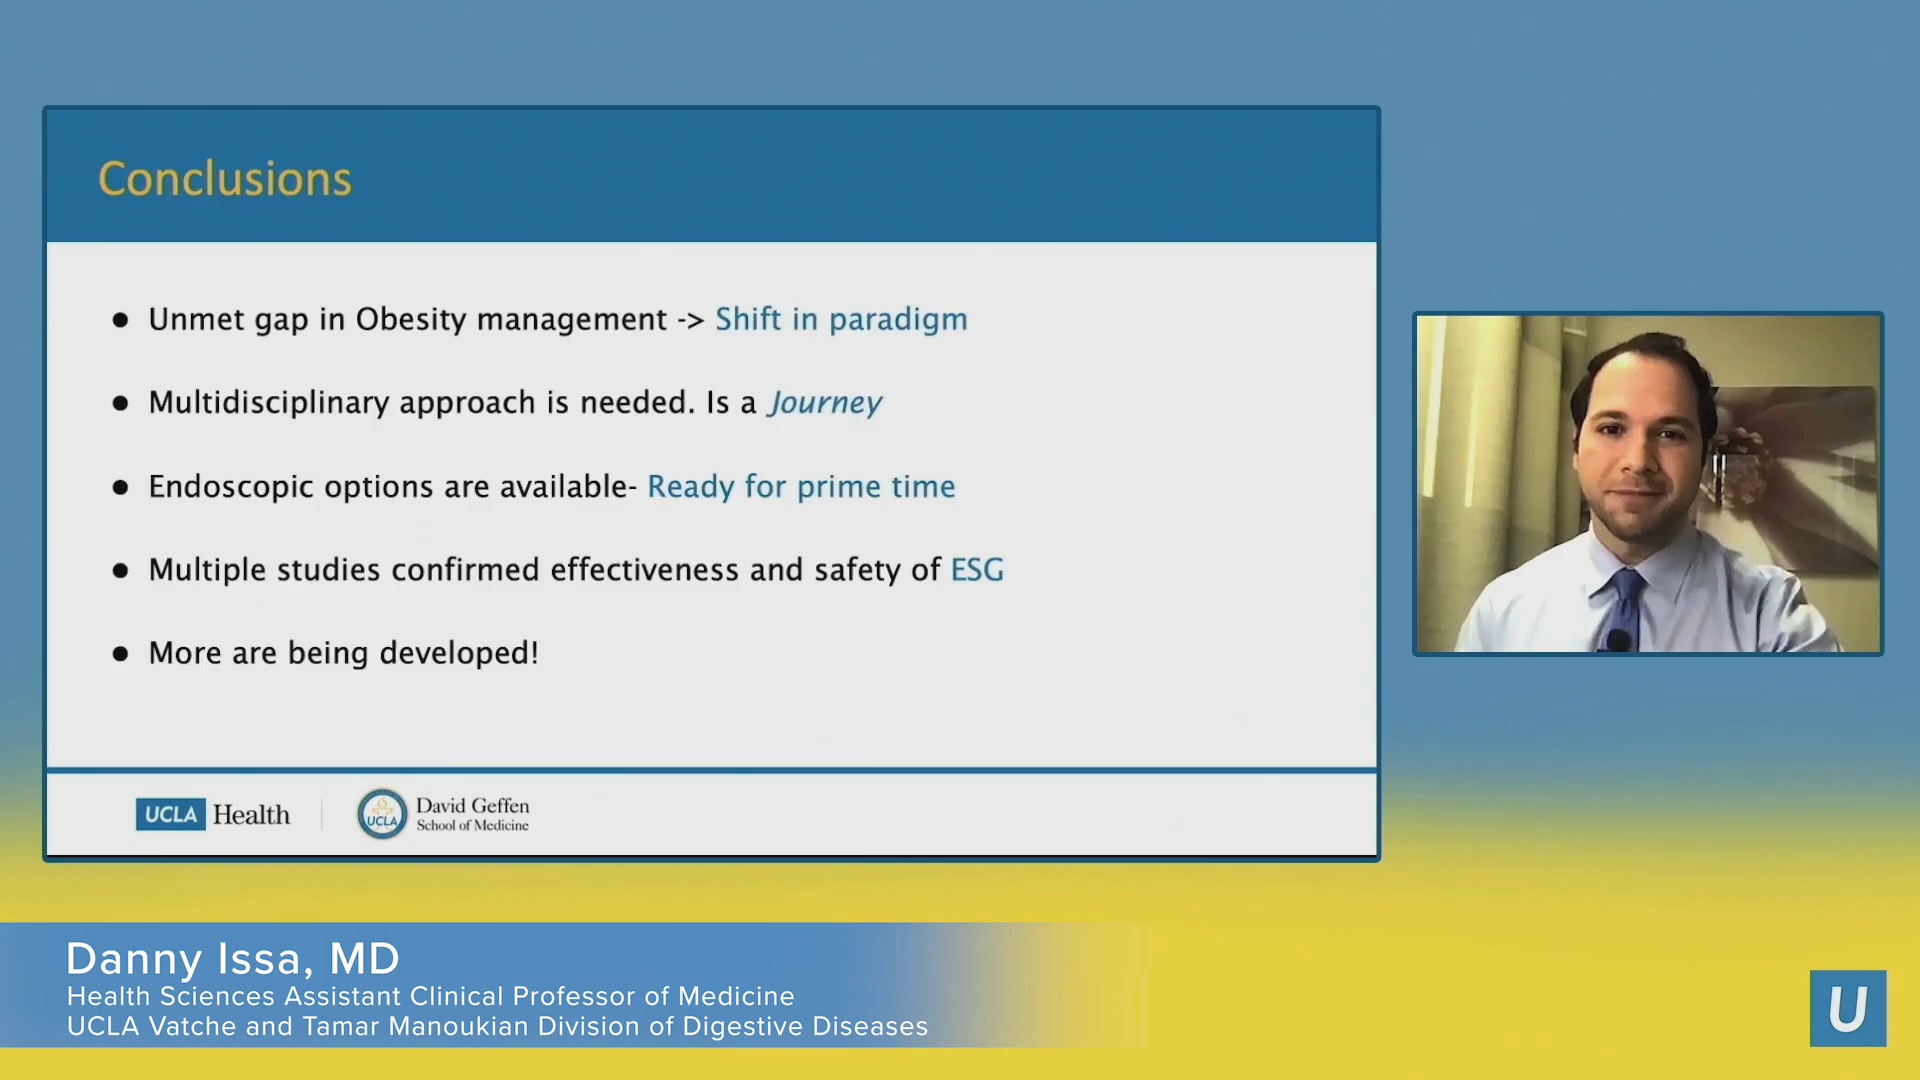 Conclusions
● Unmet gap in Obesity management -> Shift in paradigm
● Multidisciplinary approach is needed. Is a Journey
● Endoscopic options are available- Ready for prime time
● Multiple studies confirmed effectiveness and safety of ESG
● More are being developed!
UCLA Health
UCLA
David Geffen
School of Medicine
Danny Issa, MD
Health Sciences Assistant Clinical Professor of Medicine
UCLA Vatche and Tamar Manoukian Division of Digestive Diseases
U